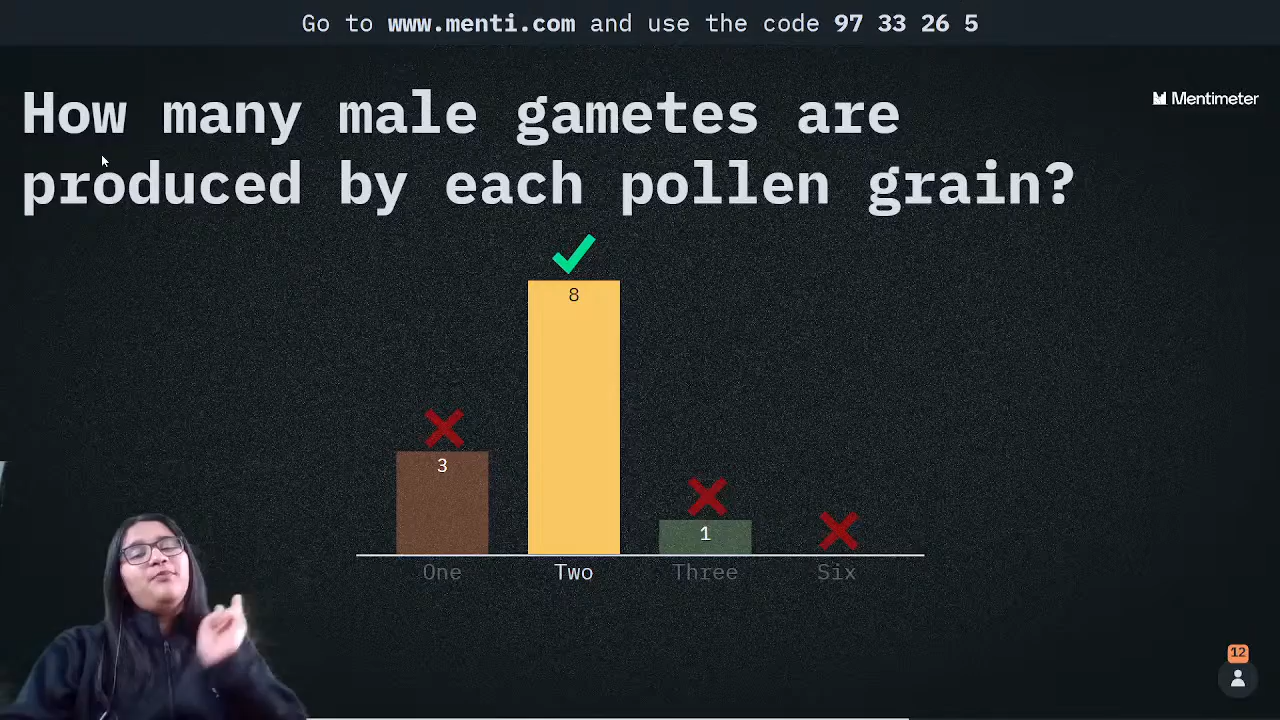 Go to www.menti.com and use the code 97 33 26 5
How many male gametes are
produced by each pollen grain?
Mentimeter
8
3
1
One Two Three Six
12